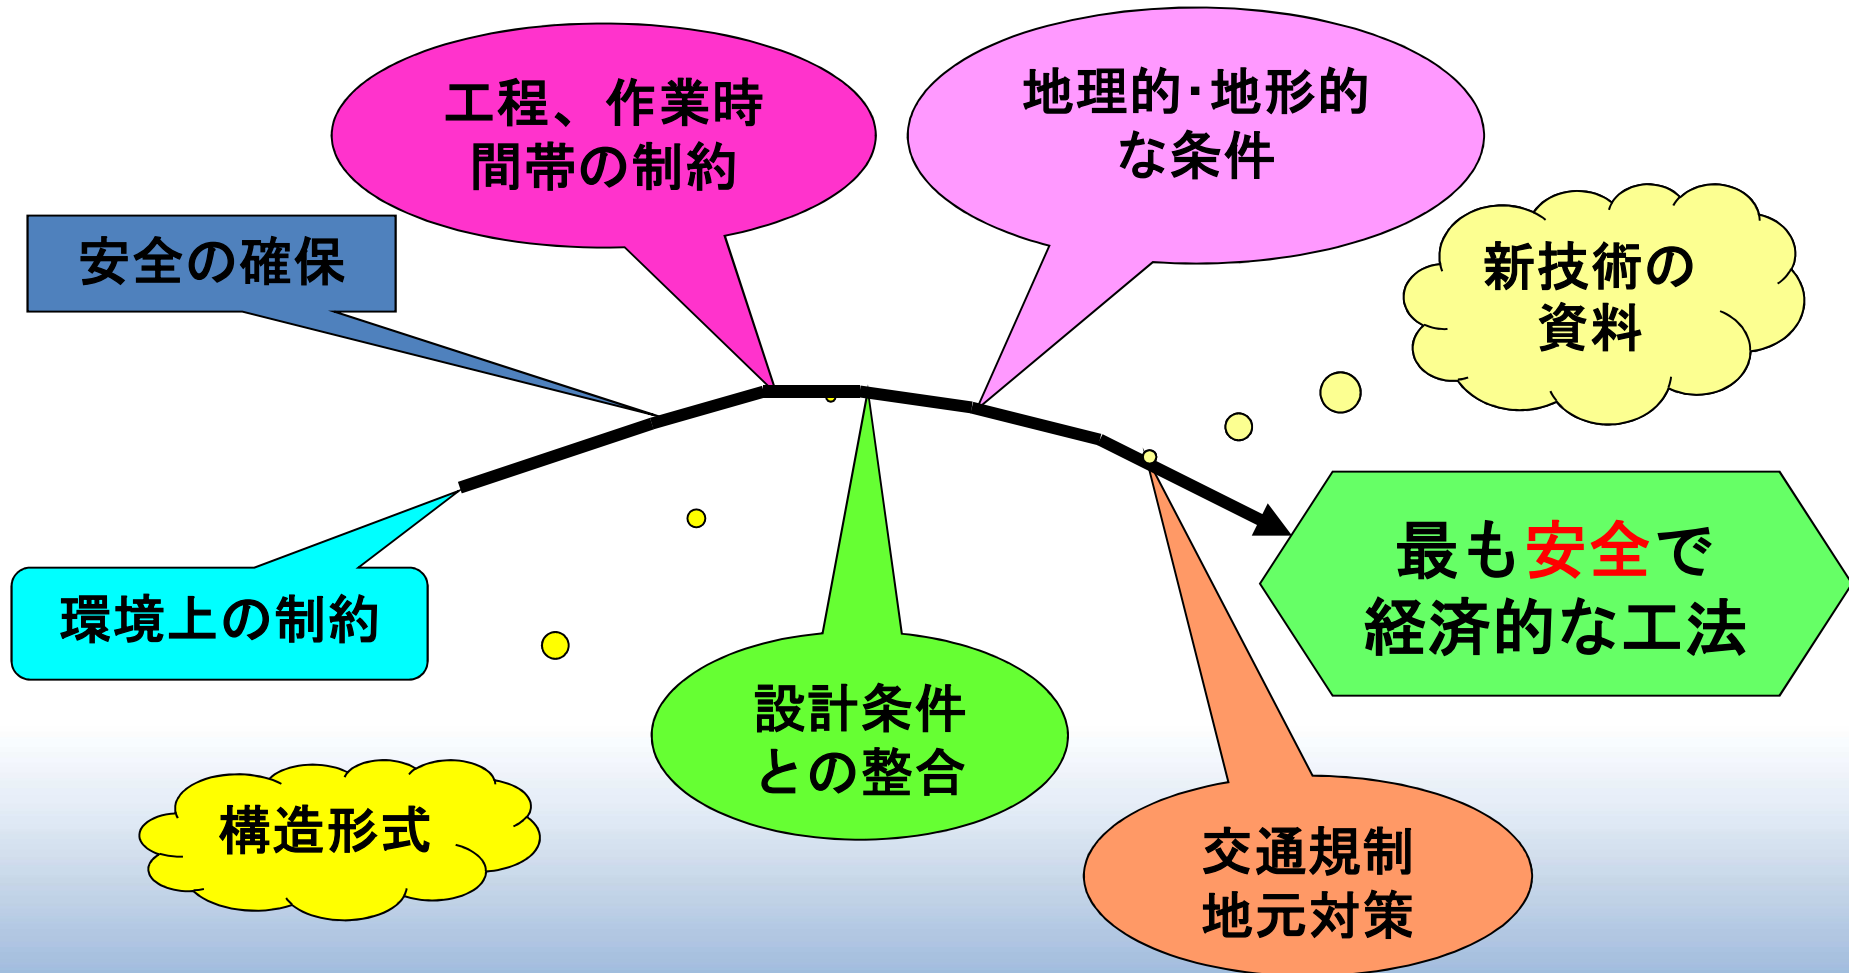 工程、作業時
間帯の制約
地理的･地形的
な条件
安全の確保
新技術の
資料
環境上の制約
最も安全で
経済的な工法
設計条件
との整合
構造形式
交通規制
地元対策